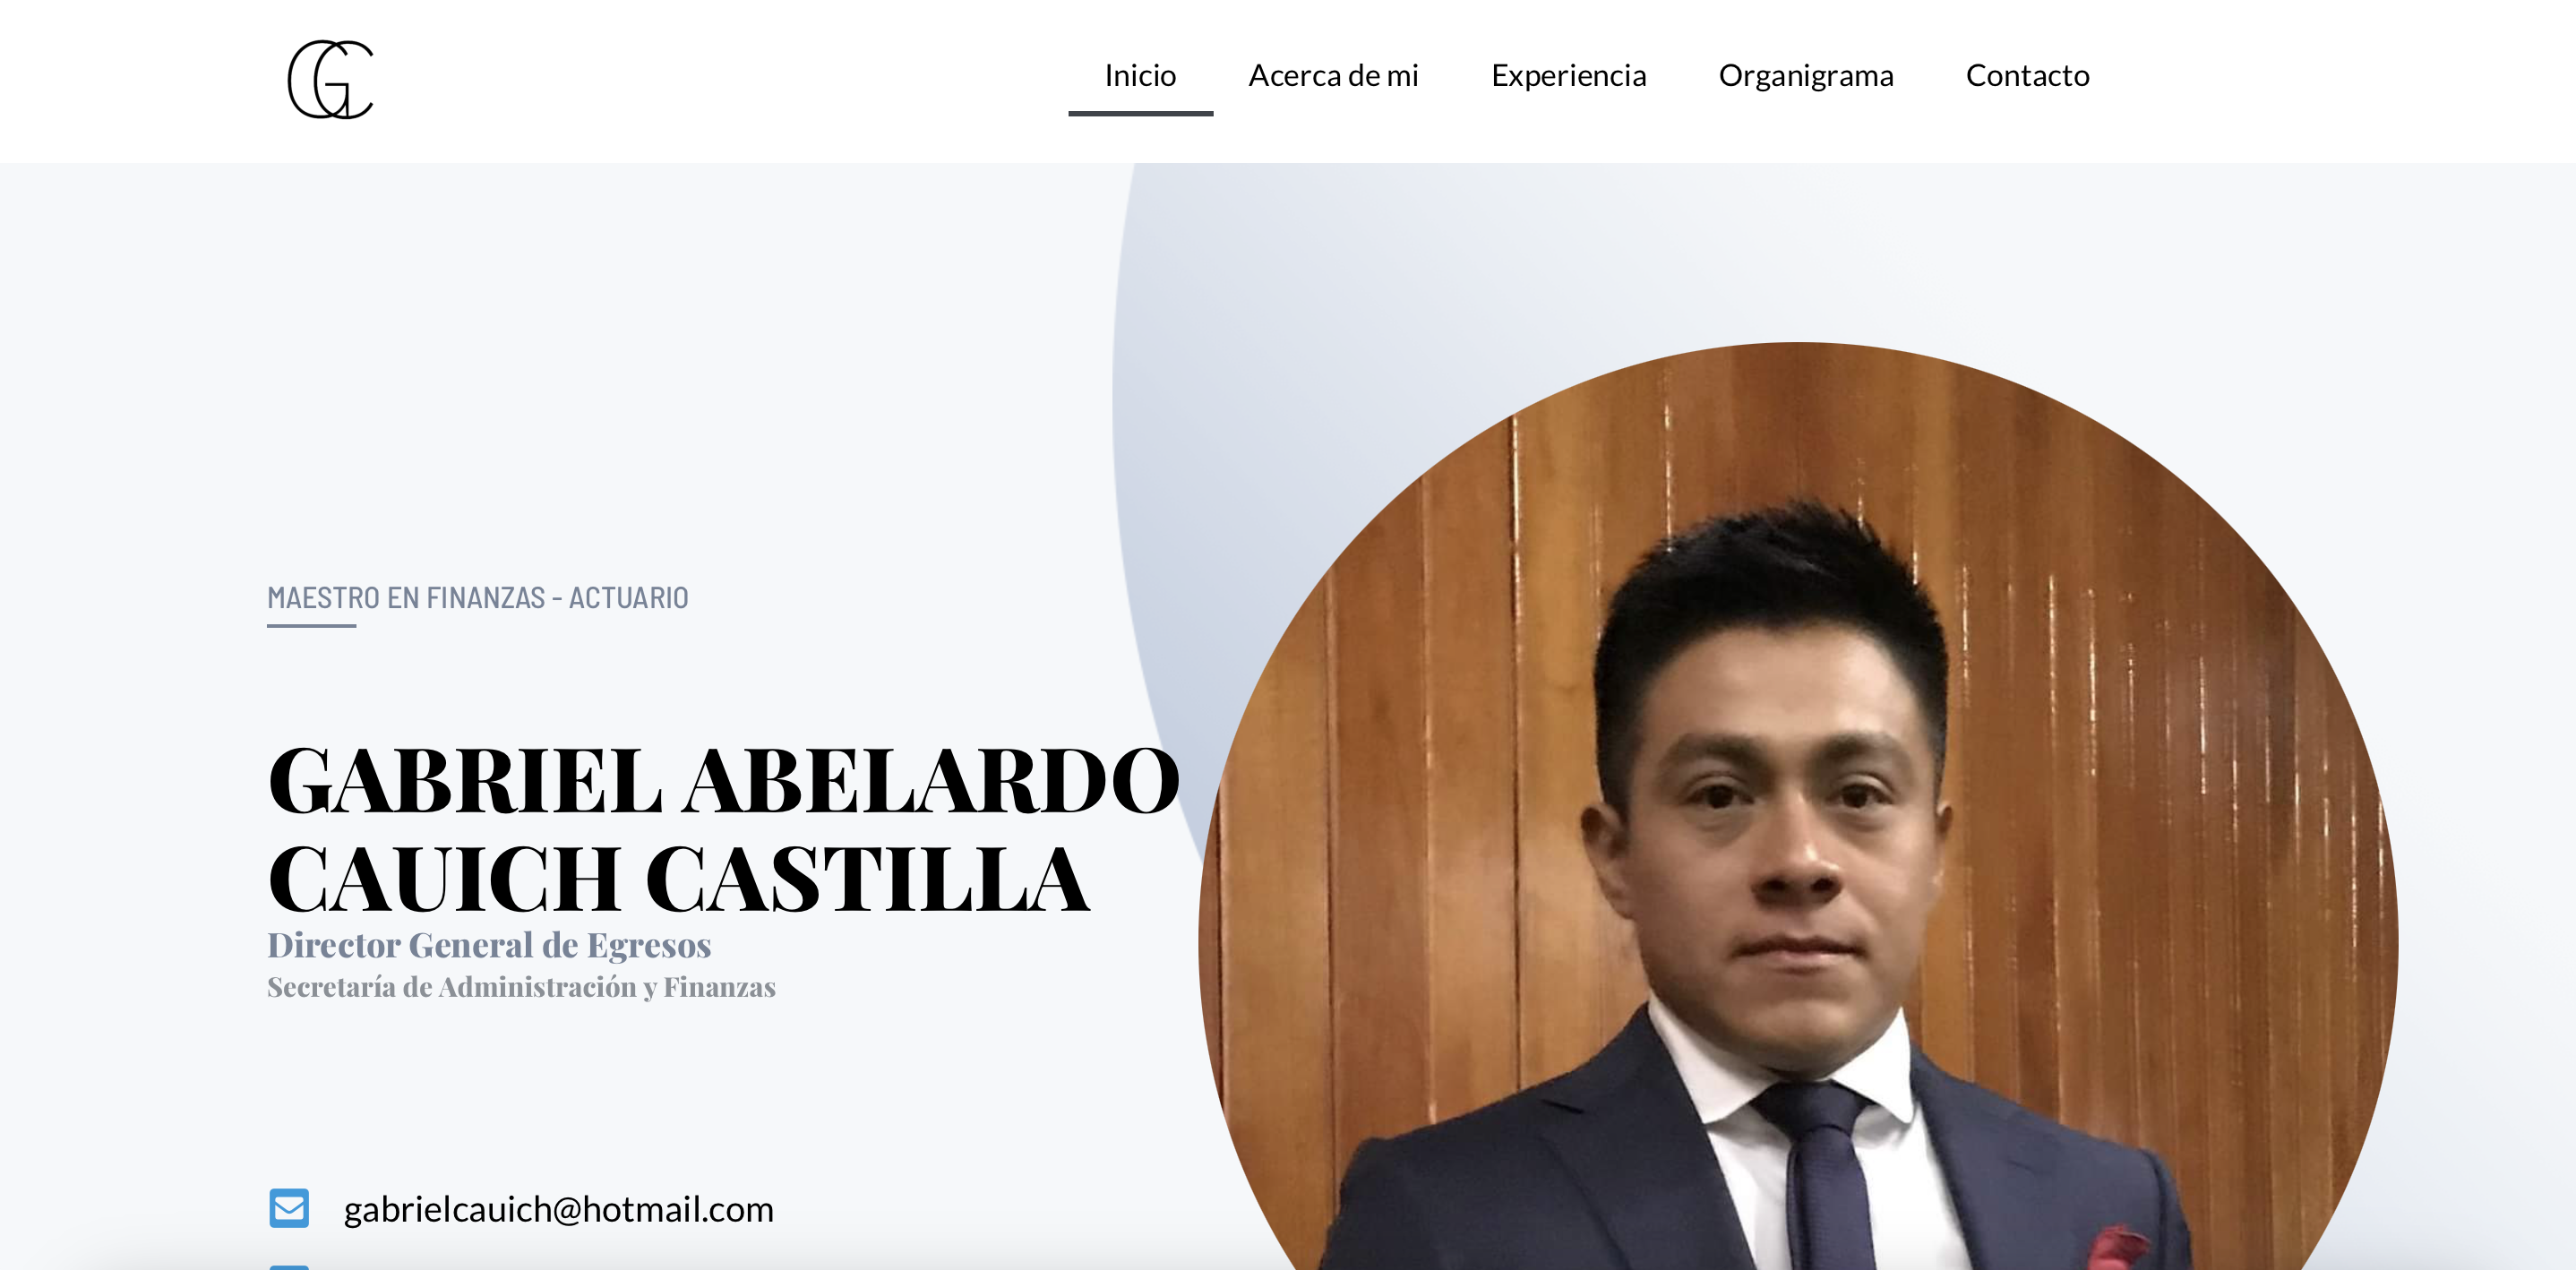 GC
Inicio Acerca de mi Experiencia Organigrama Contacto
MAESTRO EN FINANZAS - ACTUARIO
GABRIEL ABELARDO
CAUICH CASTILLA
Director General de Egresos
Secretaría de Administración y Finanzas
gabrielcauich@hotmail.com